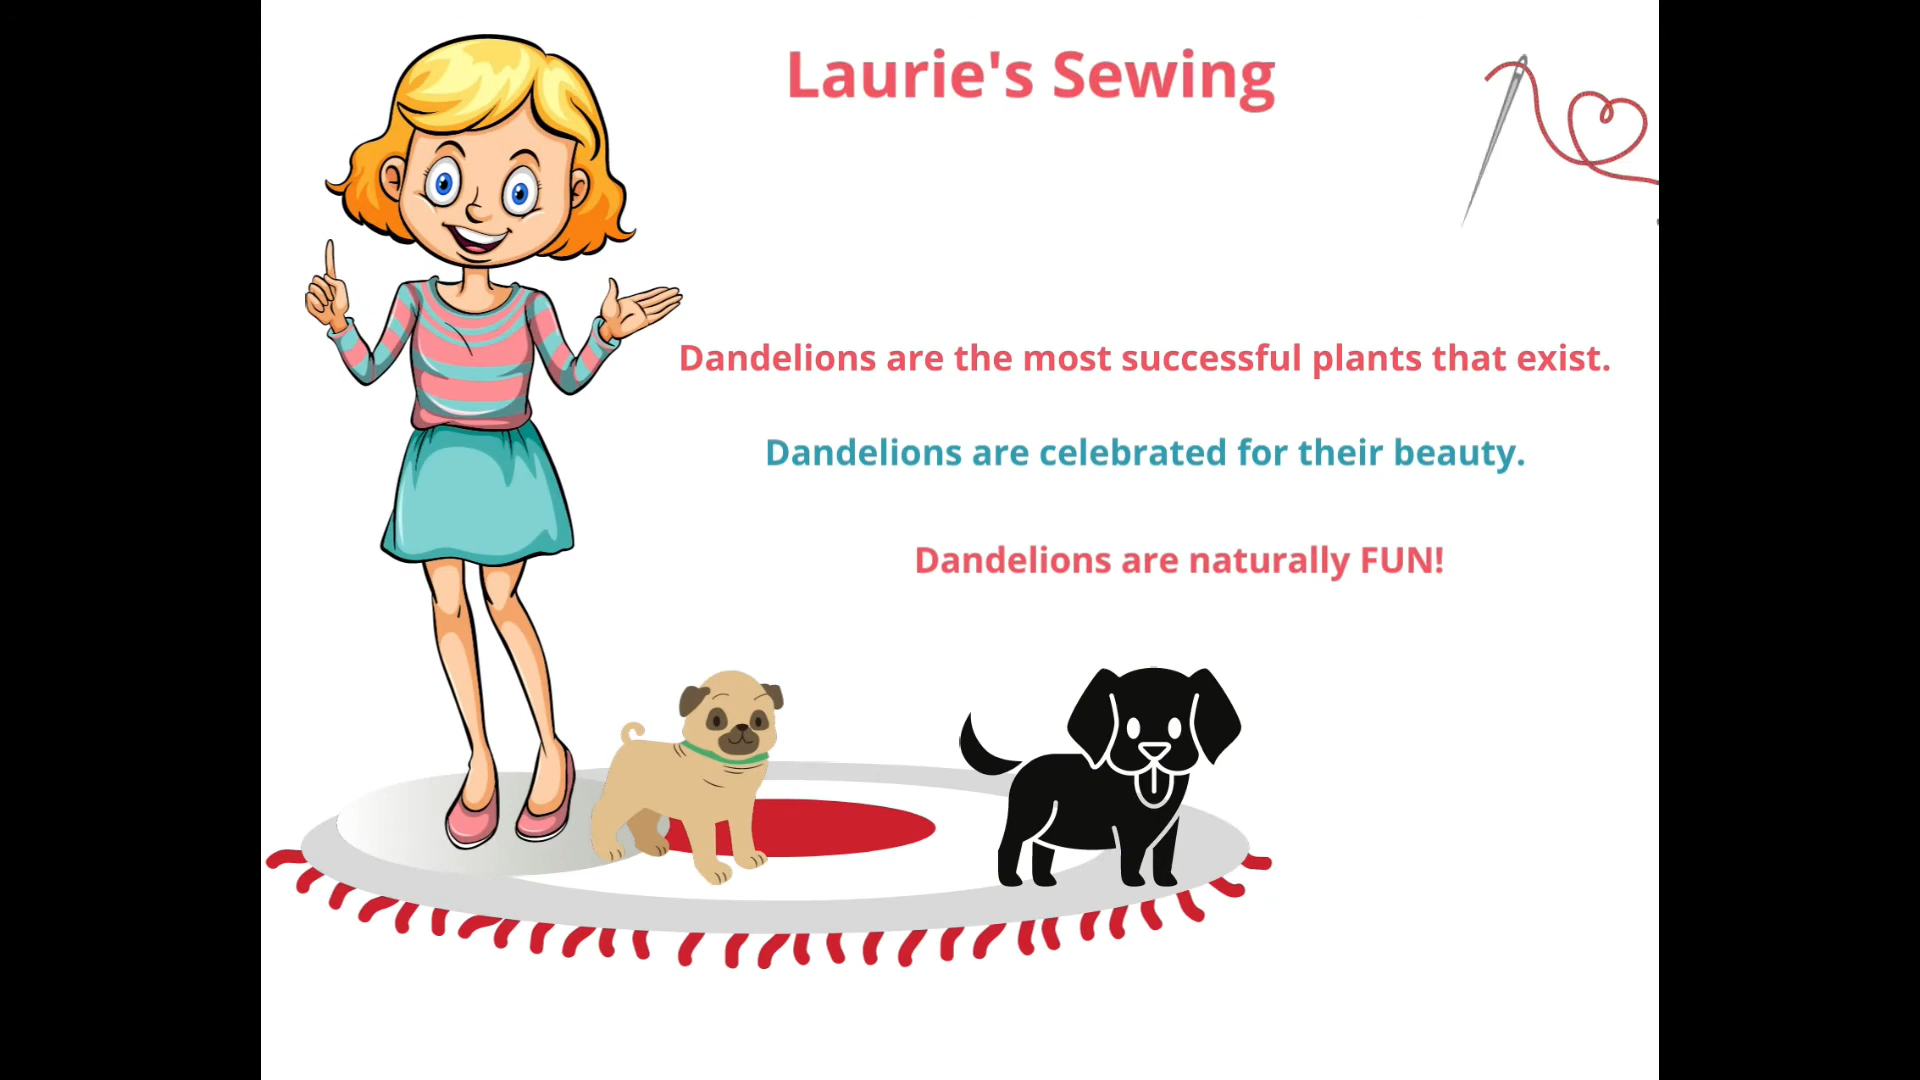 Laurie's Sewing
Dandelions are the most successful plants that exist.
Dandelions are celebrated for their beauty.
Dandelions are naturally FUN!